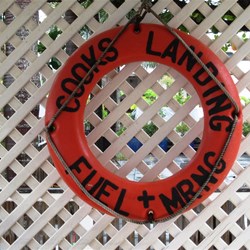 COOKS LANDING
FUEL + MRNG